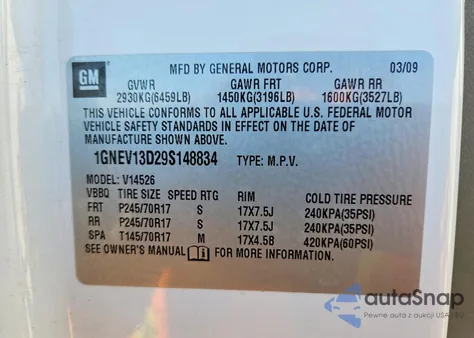 GM
MFD BY GENERAL MOTORS CORP. 03/09
GVWR GAWR FRT GAWR RR
2930KG(6459LB) 1450KG(3196LB) 1600KG(3527LB)
THIS VEHICLE CONFORMS TO ALL APPLICABLE U.S. FEDERAL MOTOR
VEHICLE SAFETY STANDARDS IN EFFECT ON THE DATE OF
MANUFACTURE SHOWN ABOVE.
1GNEV13D29S148834 TYPE: M.P.V.
MODEL: V14526
VBBQ TIRE SIZE SPEED RTG RIM COLD TIRE PRESSURE
FRT P245/70R17 S 17X7.5J 240KPA(35PSI)
RR P245/70R17 S 17X7.5J 240KPA(35PSI)
SPA T145/70R17 M 17X4.5B 420KPA(60PSI)
SEE OWNER'S MANUAL FOR MORE INFORMATION.
autaSnap
Pewne auta z USA i EU